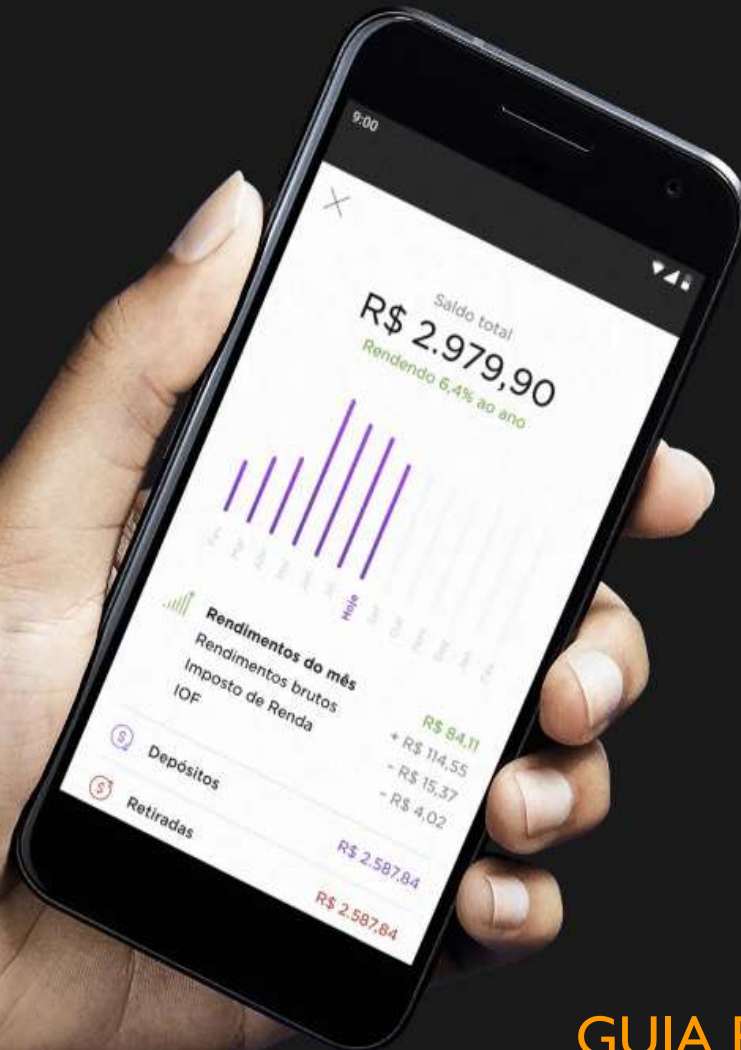 9:00
Saldo total
R$ 2.979,90
Rendendo 6,4% ao ano
Hoje
Rendimentos do mês R$ 84,11
Rendimentos brutos + R$ 114,55
Imposto de Renda - R$ 15,37
IOF - R$ 4,02
Depósitos R$ 2.587,84
Retiradas R$ 2.587,84